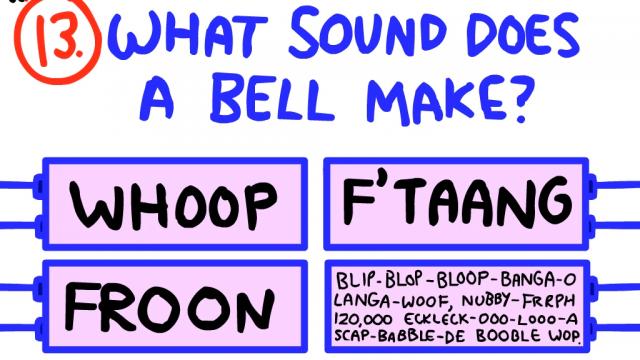 13. WHAT SOUND DOES
A BELL MAKE?
WHOOP
F'TAANG
FROON
BLIP-BLOP-BLOOP-BANGA-O
LANGA-WOOF, NUBBY-FRRPH
120,000 ECKLECK-OOO-LOOO-A
SCAP-BABBLE-DE BOOBLE WOP.